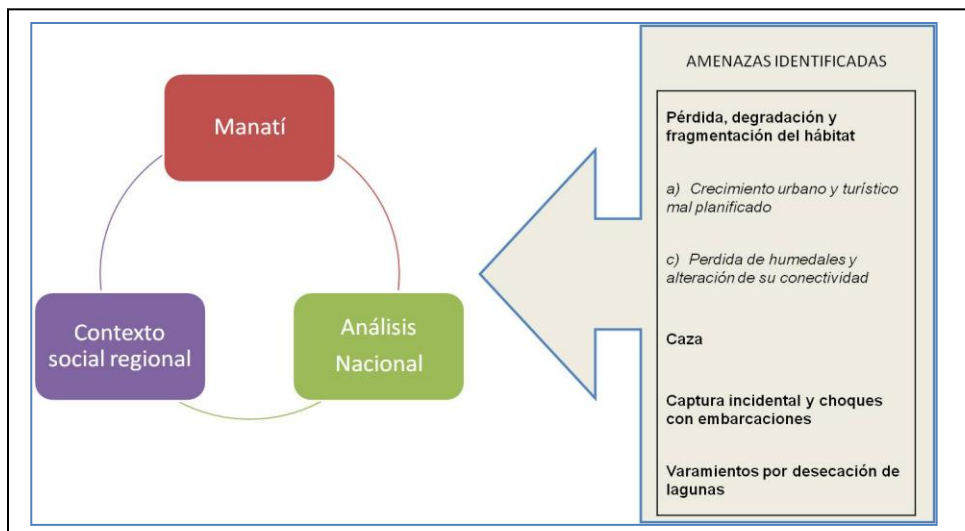 Manatí
Contexto
social regional
Análisis
Nacional
AMENAZAS IDENTIFICADAS
Pérdida, degradación y
fragmentación del hábitat
a) Crecimiento urbano y turístico
mal planificado
c) Perdida de humedales y
alteración de su conectividad
Caza
Captura incidental y choques
con embarcaciones
Varamientos por desecación de
lagunas